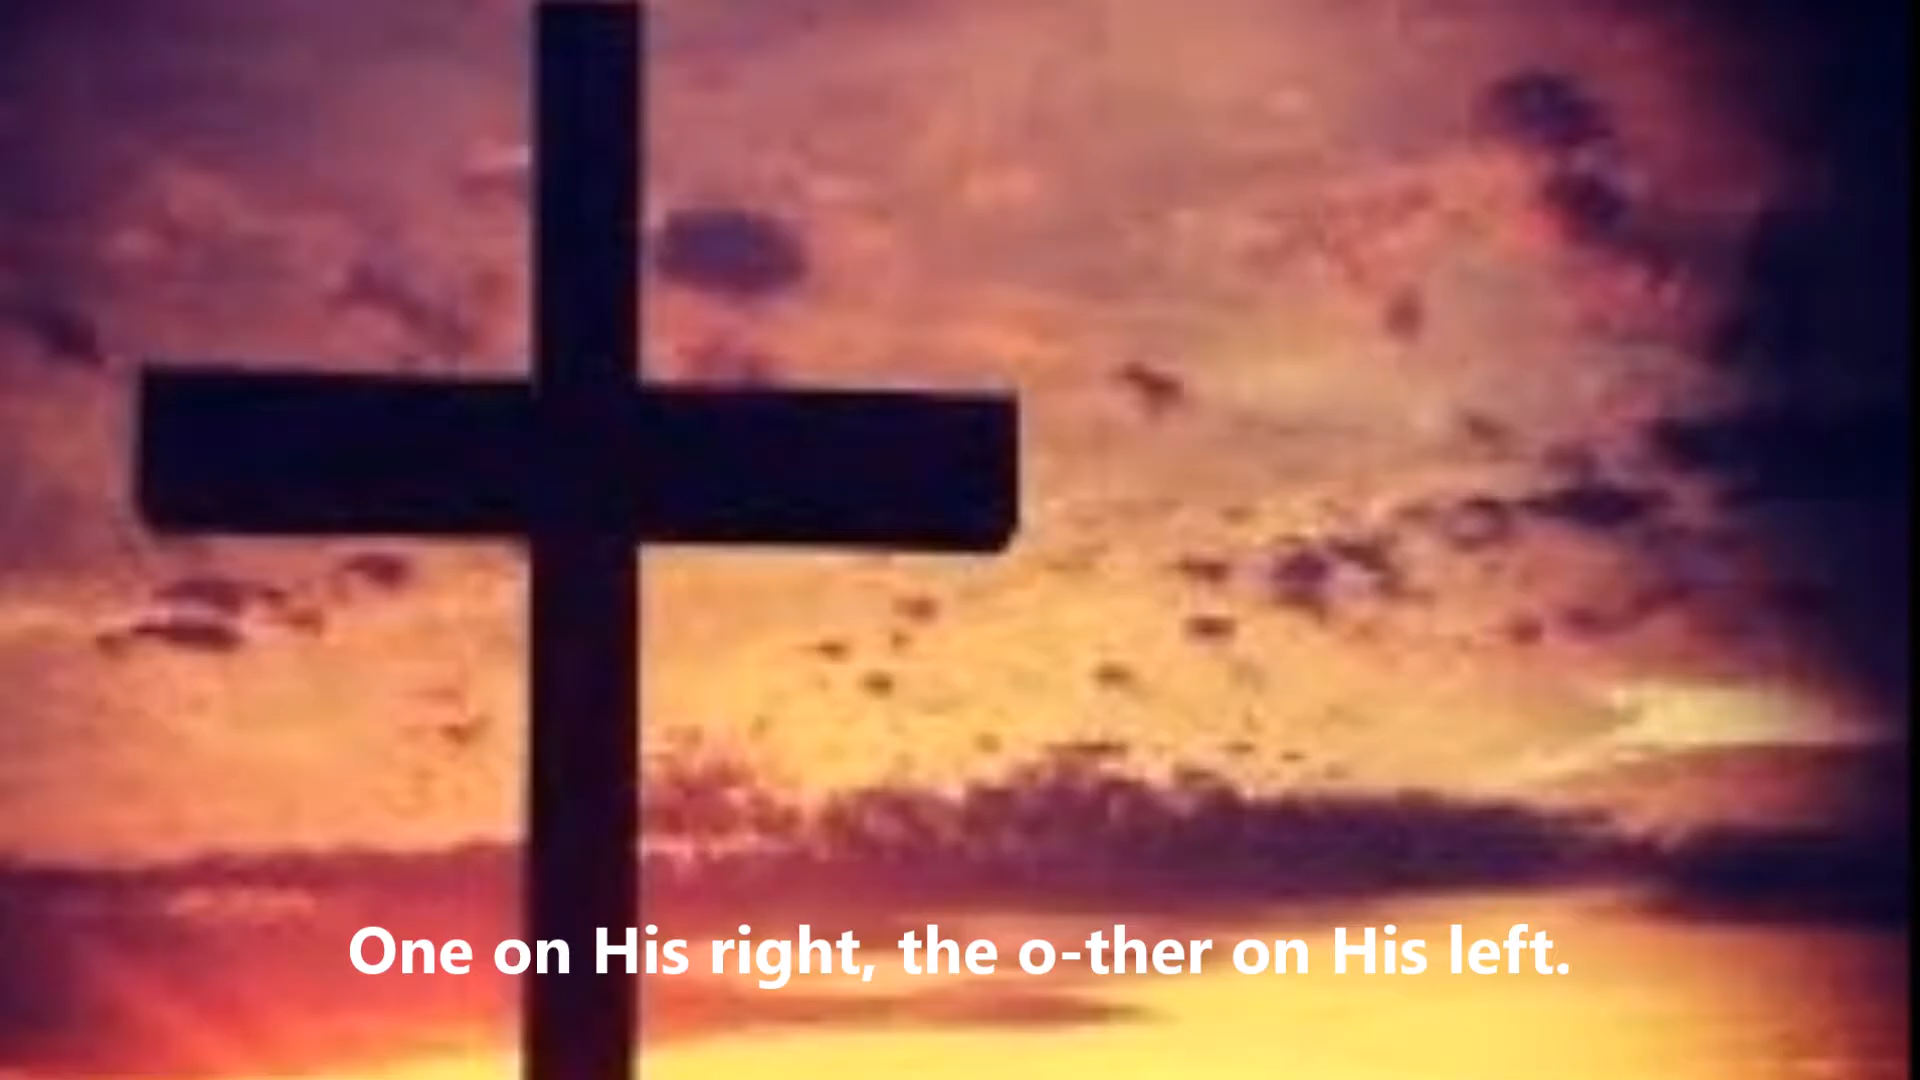 One on His right, the o-ther on His left.